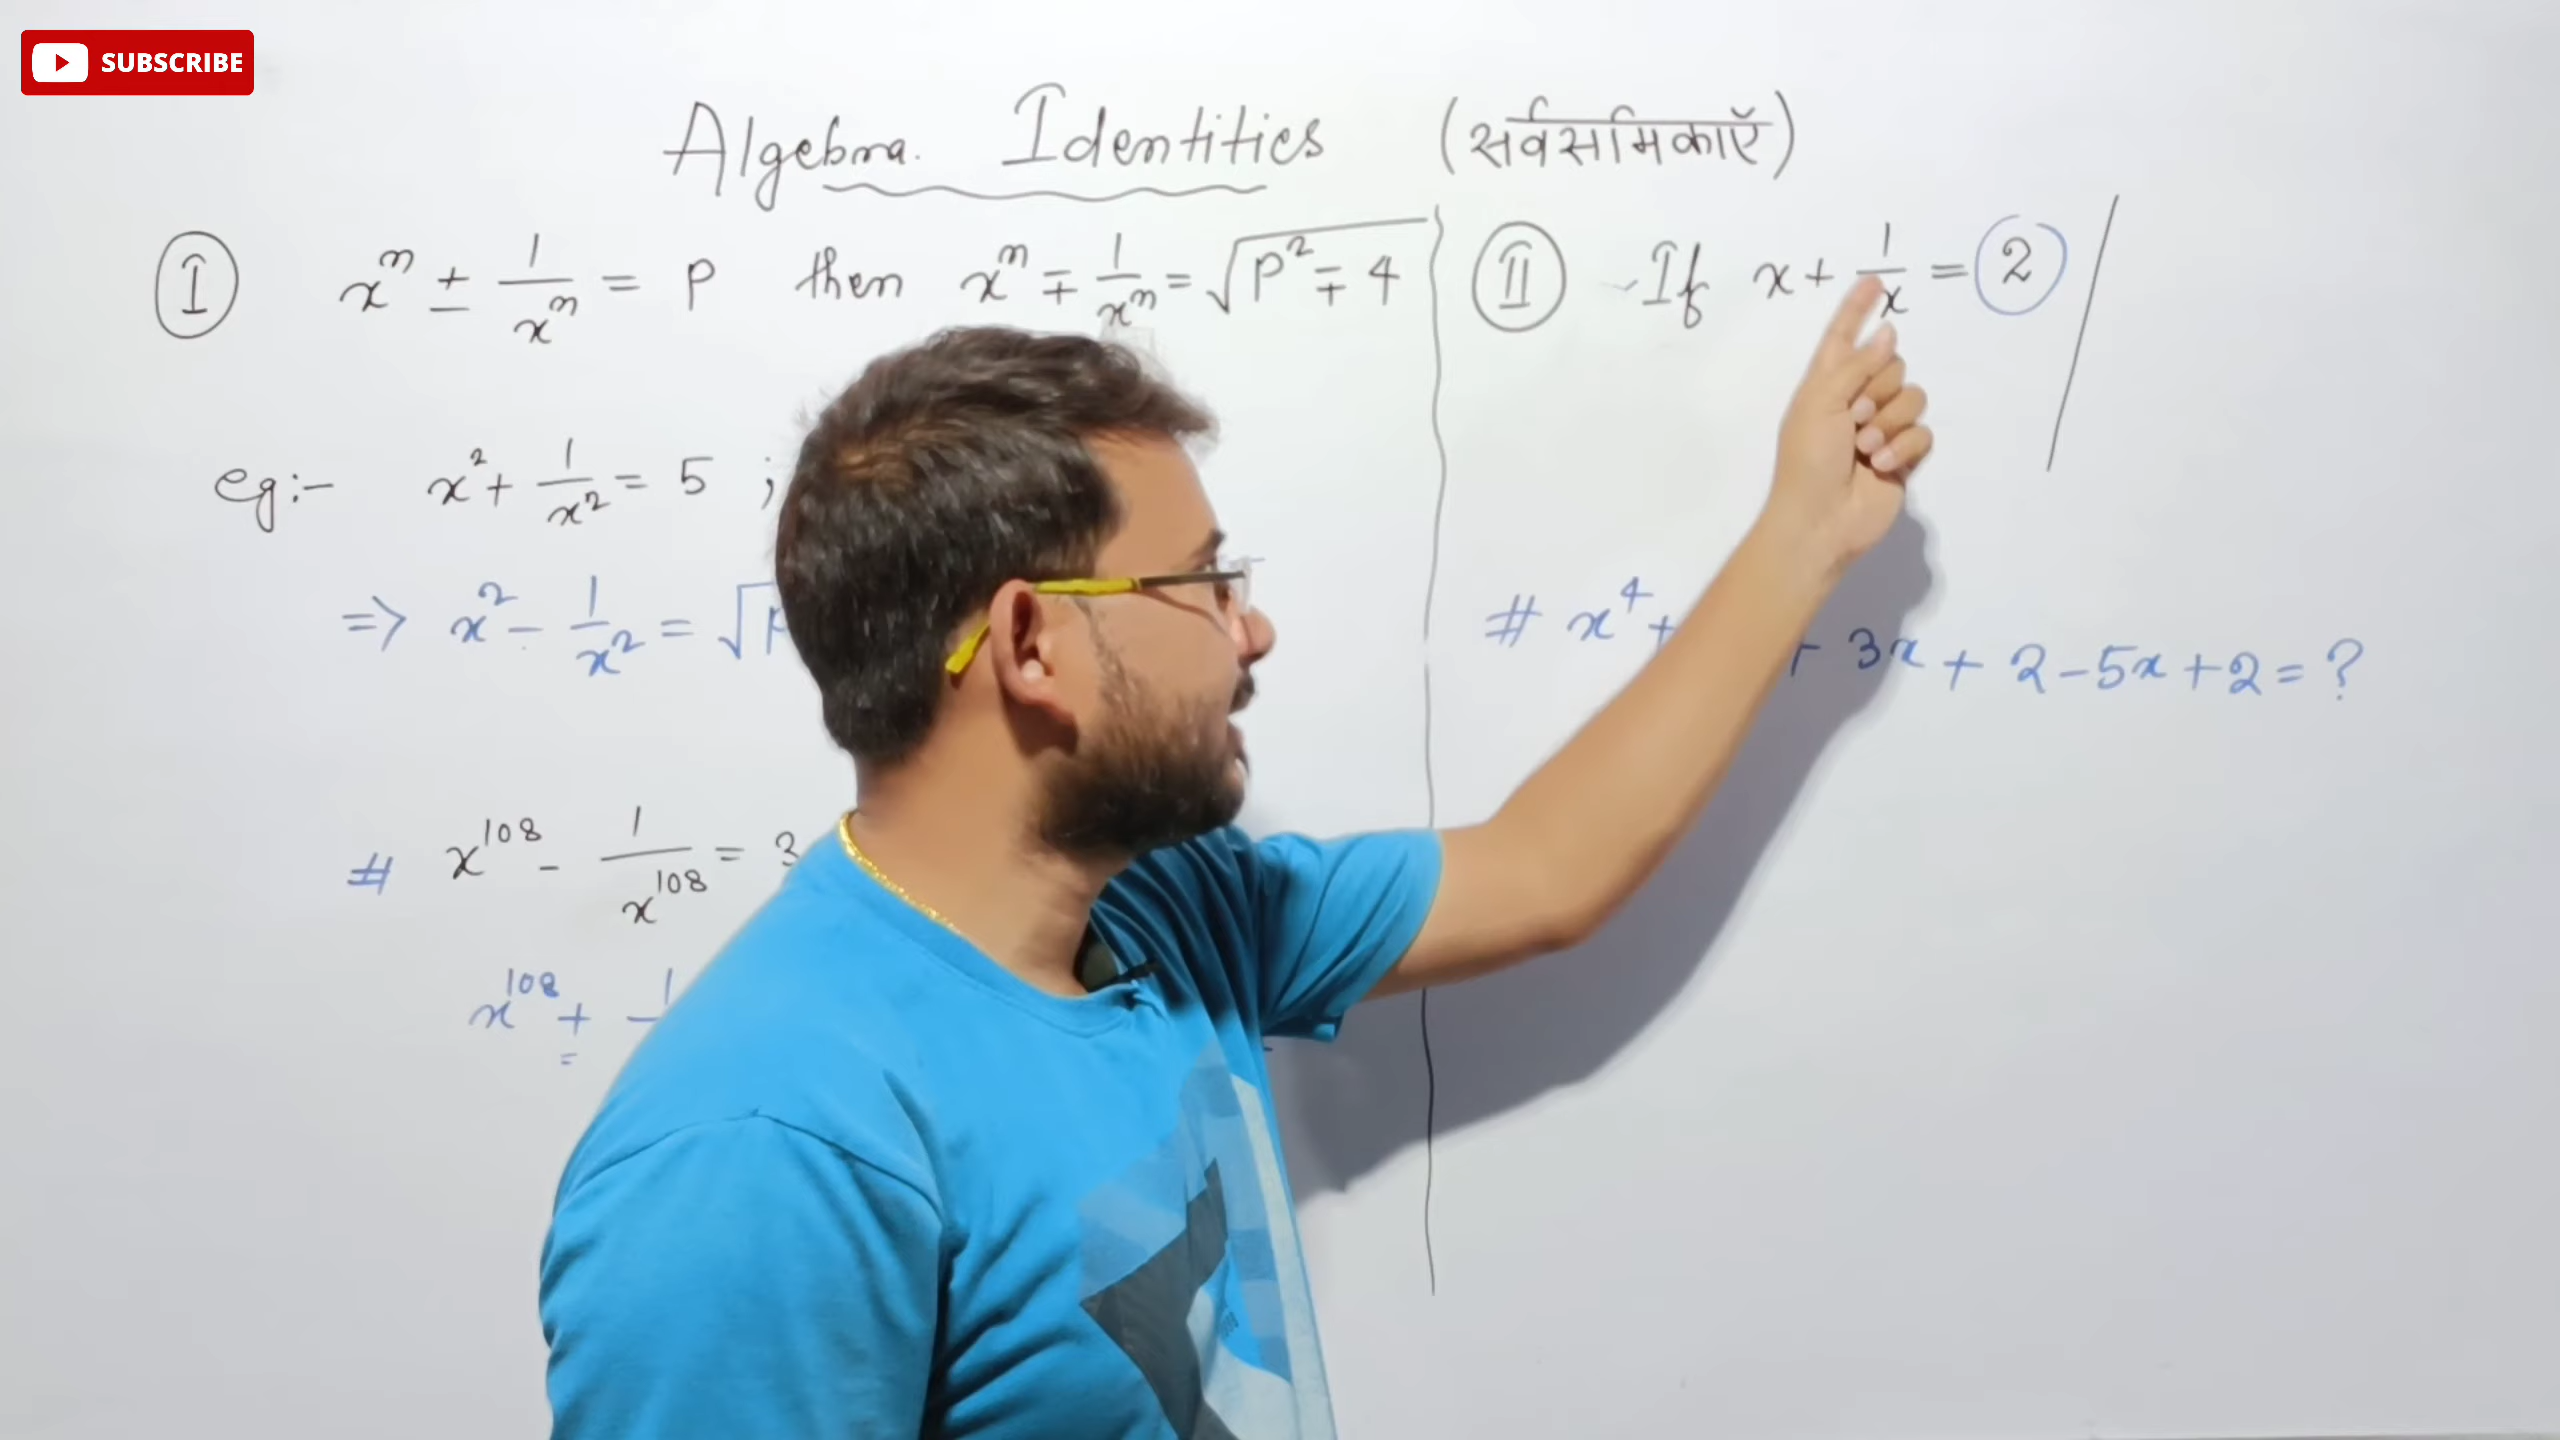 SUBSCRIBE
Algebra. Identities (सर्वसमिकाएँ)
I x^n ± 1/x^n = P then x^n ∓ 1/x^n = √(P² ∓ 4)
II If x + 1/x = 2
eg:- x² + 1/x² = 5 ;
=> x² - 1/x² = √P
# x⁴ + + 3x + 2 - 5x + 2 = ?
# x^108 - 1/x^108 = 3
x^108 + 1